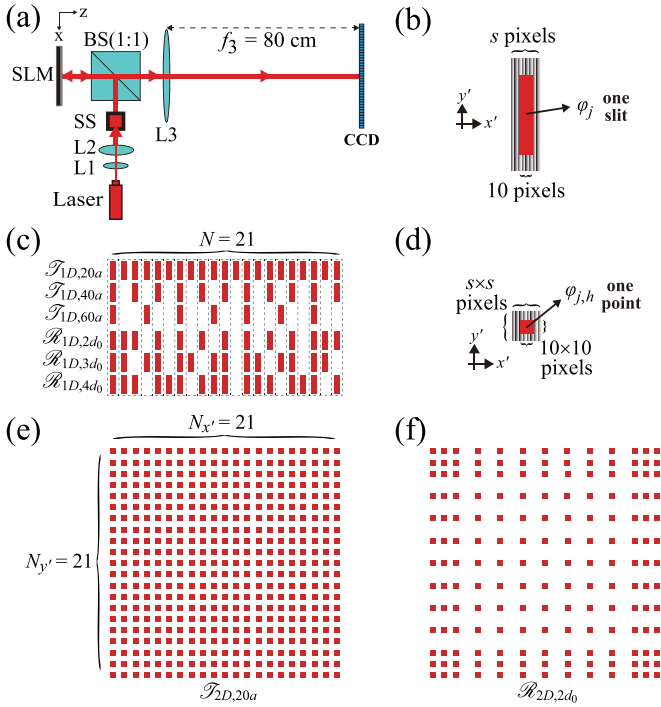 (a)
x
z
BS(1:1)
f₃ = 80 cm
SLM
SS
L2
L1
L3
CCD
Laser
(b)
s pixels
y′
x′
φⱼ one
slit
10 pixels
(c)
N = 21
𝒯1D,20a
𝒯1D,40a
𝒯1D,60a
ℛ1D,2d₀
ℛ1D,3d₀
ℛ1D,4d₀
(d)
s×s
pixels
φj,h one
point
y′
x′
10×10
pixels
(e)
Nx′ = 21
Ny′ = 21
𝒯2D,20a
(f)
ℛ2D,2d₀